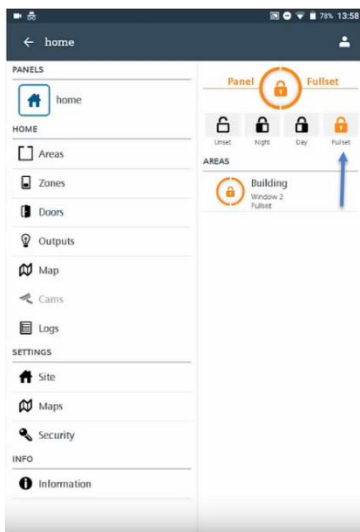 78% 13:58
home
PANELS
home
HOME
Areas
Zones
Doors
Outputs
Map
Cams
Logs
SETTINGS
Site
Maps
Security
INFO
Information
Panel Fullset
Unset Night Day Fullset
AREAS
Building
Window 2
Fullset